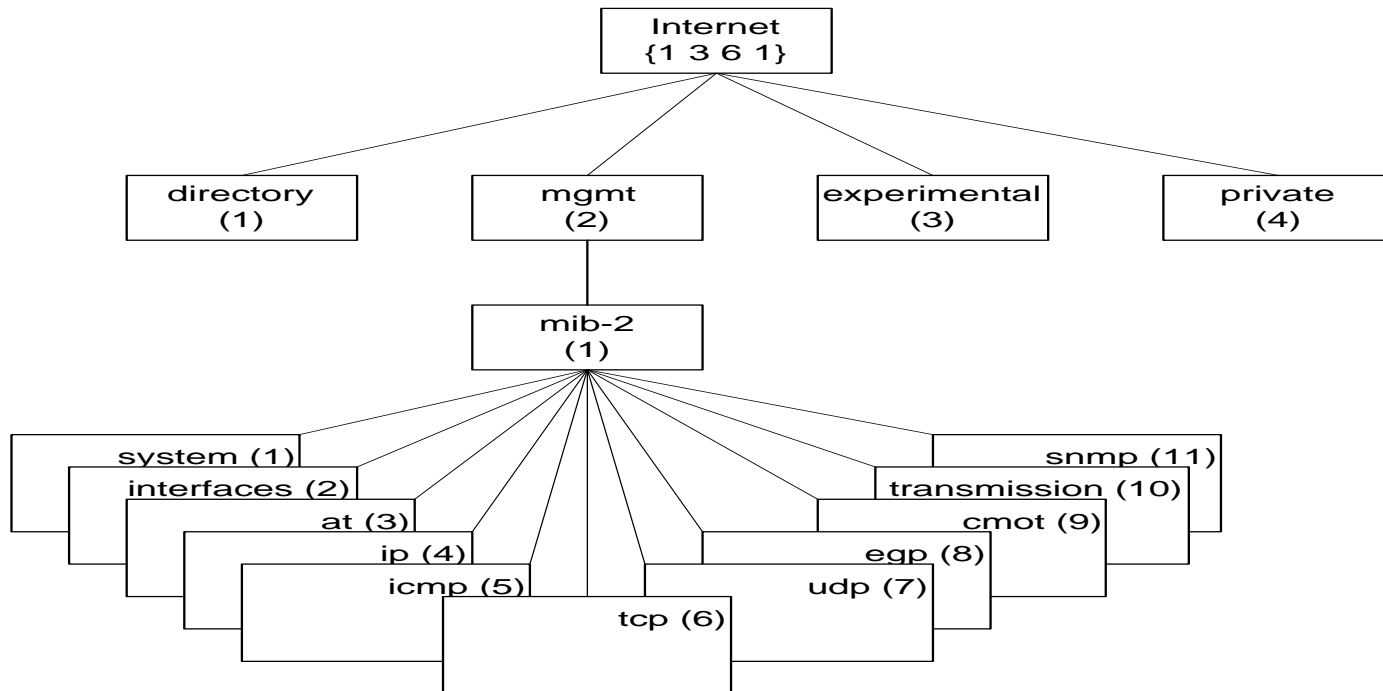 Internet
{1 3 6 1}
directory
(1)
mgmt
(2)
experimental
(3)
private
(4)
mib-2
(1)
system (1)
interfaces (2)
at (3)
ip (4)
icmp (5)
tcp (6)
udp (7)
egp (8)
cmot (9)
transmission (10)
snmp (11)